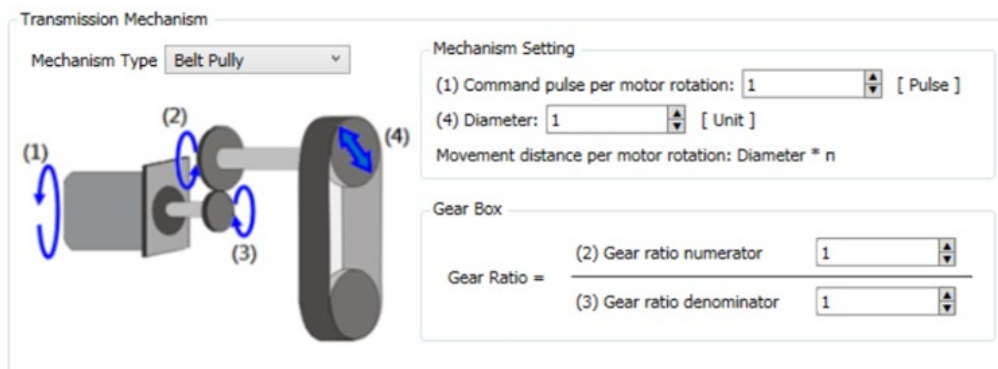 Transmission Mechanism
Mechanism Type Belt Pully
(1)
(2)
(3)
(4)
Mechanism Setting
(1) Command pulse per motor rotation: 1 [ Pulse ]
(4) Diameter: 1 [ Unit ]
Movement distance per motor rotation: Diameter * n
Gear Box
Gear Ratio =
(2) Gear ratio numerator 1
(3) Gear ratio denominator 1